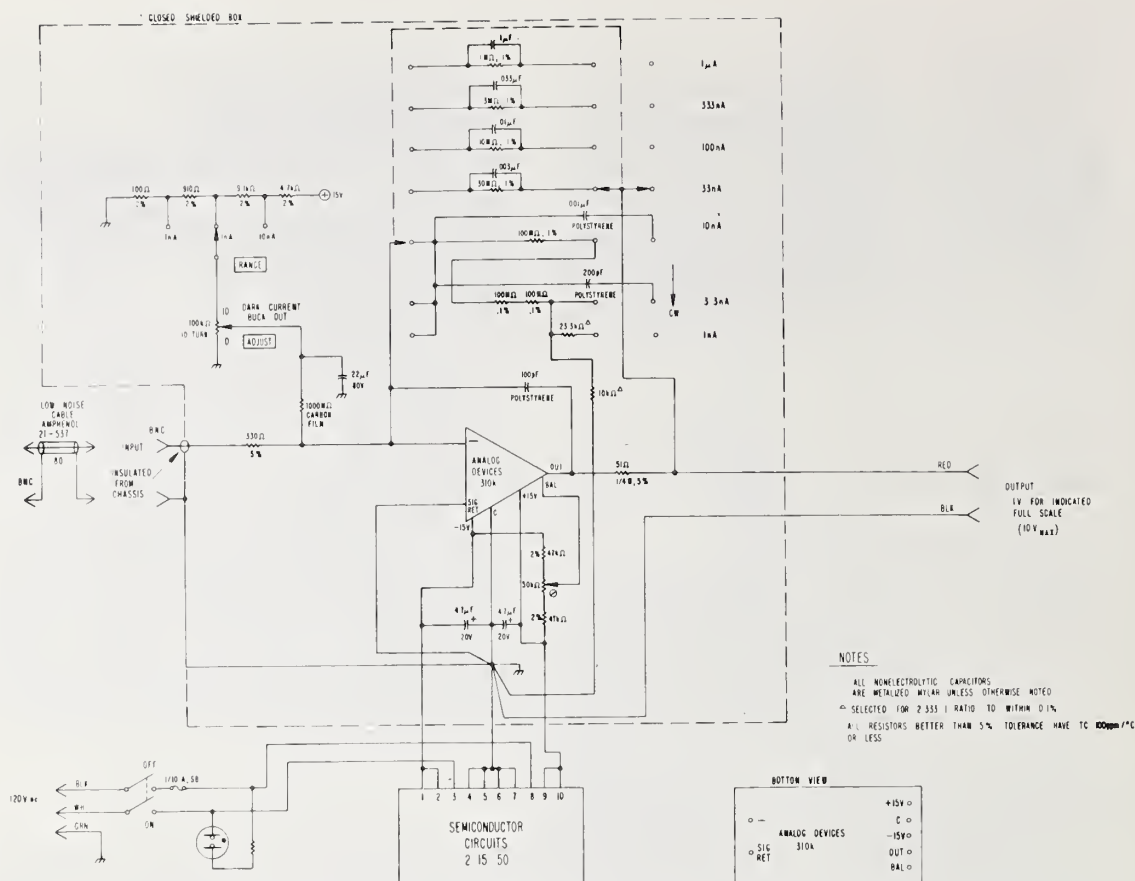 CLOSED SHIELDED BOX
.1µF
1MΩ, .1%
1µA
.033µF
3MΩ, .1%
333nA
.01µF
10MΩ, .1%
100nA
.003µF
30MΩ, .1%
33nA
100Ω
2%
910Ω
2%
9.1kΩ
2%
4.7kΩ
2%
15V
.1nA
1nA
10nA
RANGE
.001µF
POLYSTYRENE
10nA
100MΩ, .1%
200pF
POLYSTYRENE
100MΩ
.1%
100MΩ
.1%
3.3nA
CW
23.3kΩ △
1nA
10
DARK CURRENT
BUCK OUT
100kΩ
10 TURN
0
ADJUST
22µF
80V
1000MΩ
CARBON
FILM
100pF
POLYSTYRENE
10kΩ △
LOW NOISE
CABLE
AMPHENOL
21-537
80
BNC
BNC
INPUT
INSULATED
FROM
CHASSIS
330Ω
5%
−
ANALOG
DEVICES
310k
OUT
BAL
+15V
SIG
RET
C
-15V
51Ω
1/4W, 5%
RED
BLK
OUTPUT
1V FOR INDICATED
FULL SCALE
(10V MAX)
2%
50kΩ
2%
47kΩ
4.7µF
20V
4.7µF
20V
NOTES
ALL NONELECTROLYTIC CAPACITORS
ARE METALIZED MYLAR UNLESS OTHERWISE NOTED
△ SELECTED FOR 2.333:1 RATIO TO WITHIN 0.1%
ALL RESISTORS BETTER THAN 5% TOLERANCE HAVE TC 100ppm/°C
OR LESS
120V ac
BLK
WH
GRN
OFF
ON
1/10 A, SB
1 2 3 4 5 6 7 8 9 10
SEMICONDUCTOR
CIRCUITS
2 15 50
BOTTOM VIEW
−
SIG
RET
ANALOG DEVICES
310k
+15V
C
-15V
OUT
BAL